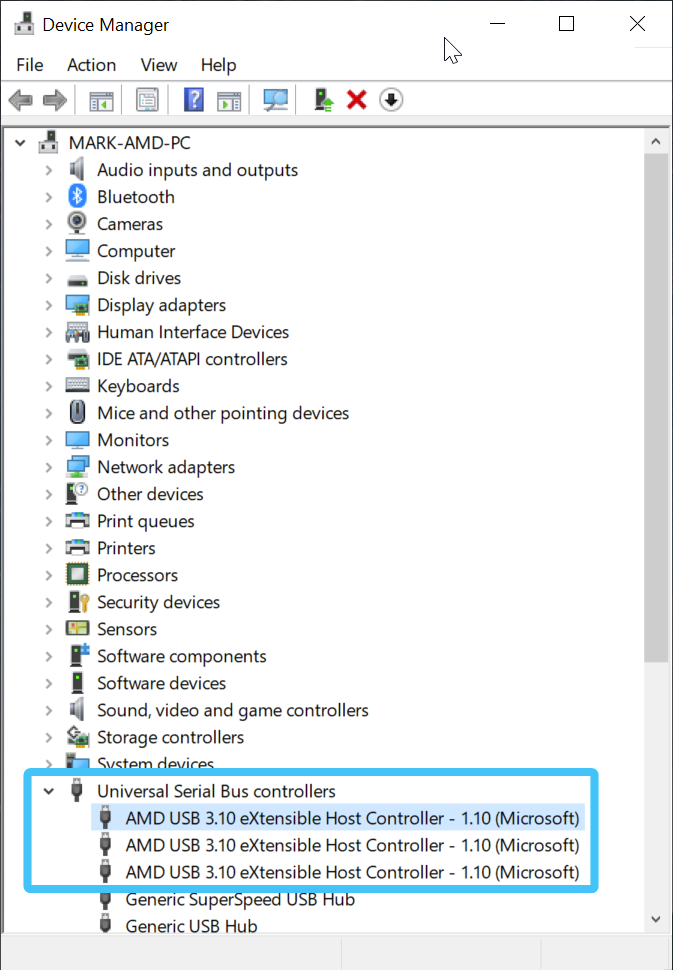 Device Manager
File Action View Help
MARK-AMD-PC
Audio inputs and outputs
Bluetooth
Cameras
Computer
Disk drives
Display adapters
Human Interface Devices
IDE ATA/ATAPI controllers
Keyboards
Mice and other pointing devices
Monitors
Network adapters
Other devices
Print queues
Printers
Processors
Security devices
Sensors
Software components
Software devices
Sound, video and game controllers
Storage controllers
System devices
Universal Serial Bus controllers
AMD USB 3.10 eXtensible Host Controller - 1.10 (Microsoft)
AMD USB 3.10 eXtensible Host Controller - 1.10 (Microsoft)
AMD USB 3.10 eXtensible Host Controller - 1.10 (Microsoft)
Generic SuperSpeed USB Hub
Generic USB Hub